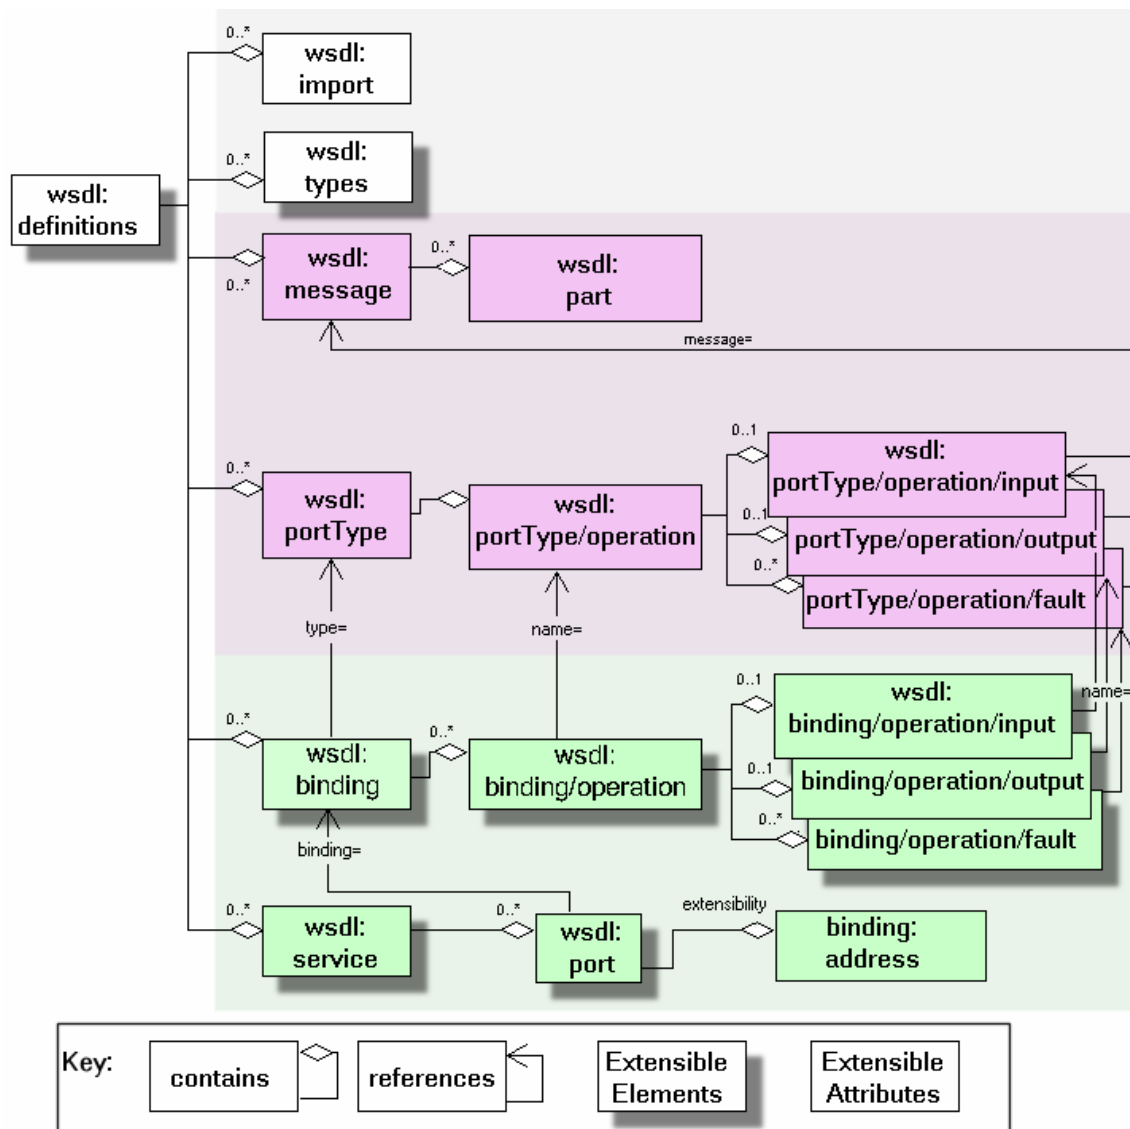 0..*
wsdl:
import
0..*
wsdl:
types
wsdl:
definitions
0..*
wsdl:
message
0..*
wsdl:
part
message=
0..*
wsdl:
portType
wsdl:
portType/operation
0..1
wsdl:
portType/operation/input
0..1
portType/operation/output
0..*
portType/operation/fault
type=
name=
name=
0..*
wsdl:
binding
0..*
wsdl:
binding/operation
0..1
wsdl:
binding/operation/input
0..1
binding/operation/output
0..*
binding/operation/fault
binding=
0..*
wsdl:
service
0..*
wsdl:
port
extensibility
binding:
address
Key:
contains
references
Extensible
Elements
Extensible
Attributes